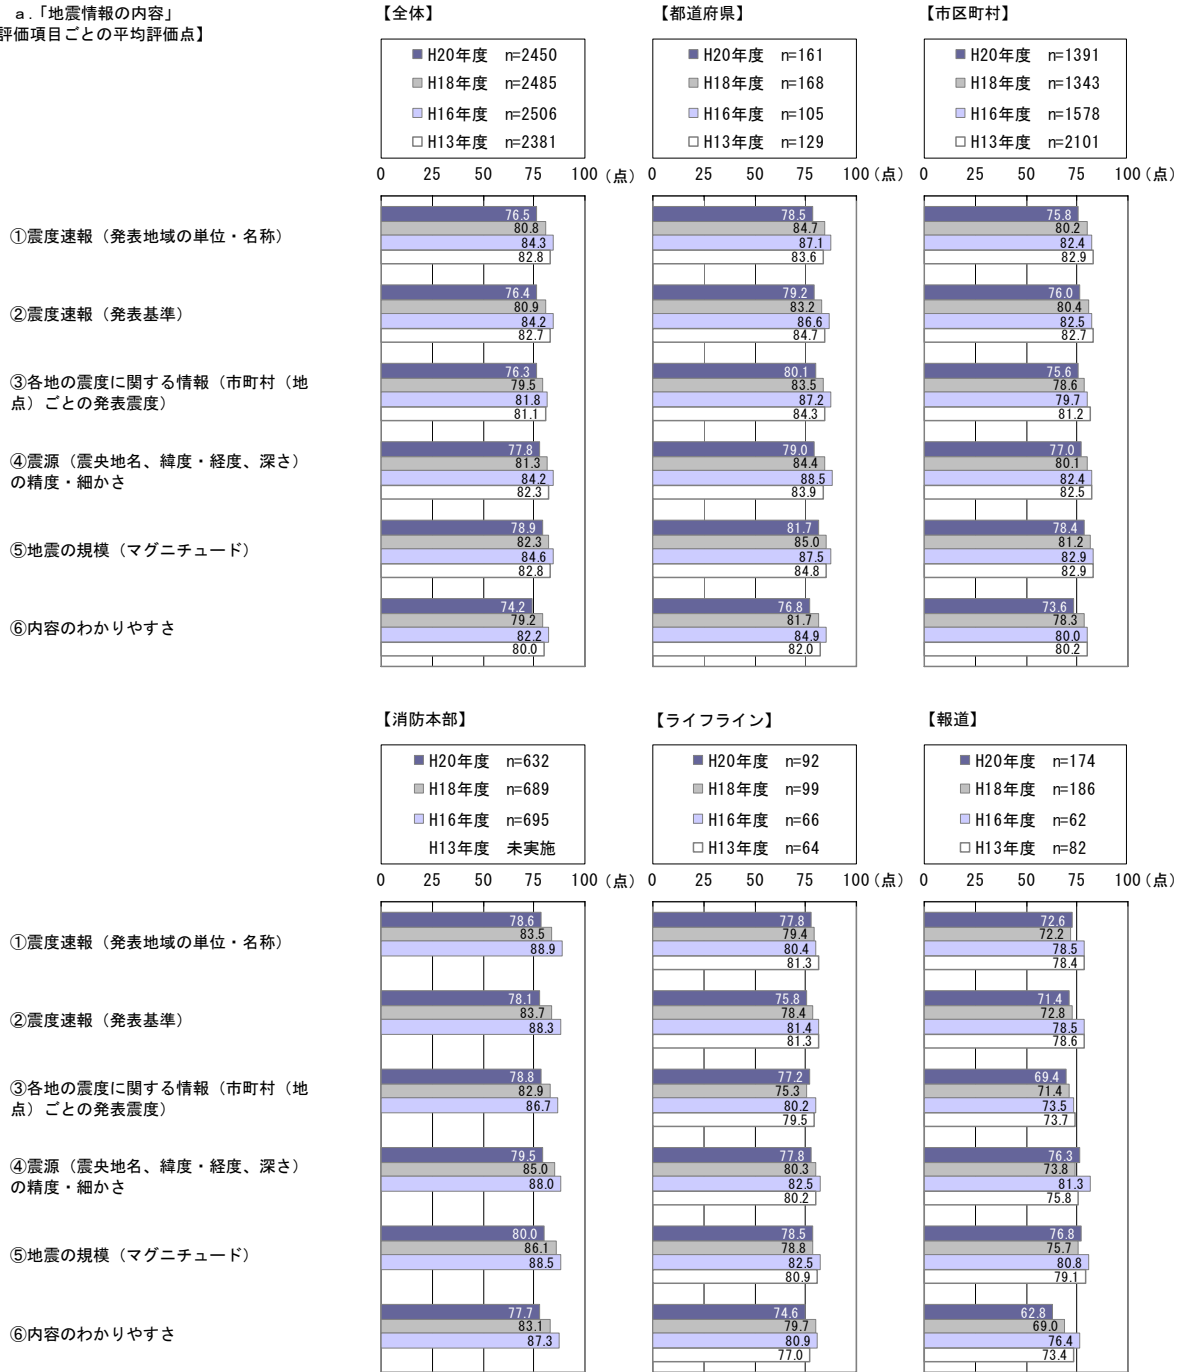 a.「地震情報の内容」
評価項目ごとの平均評価点】
【全体】
H20年度 n=2450
H18年度 n=2485
H16年度 n=2506
H13年度 n=2381
0 25 50 75 100（点）
【都道府県】
H20年度 n=161
H18年度 n=168
H16年度 n=105
H13年度 n=129
0 25 50 75 100（点）
【市区町村】
H20年度 n=1391
H18年度 n=1343
H16年度 n=1578
H13年度 n=2101
0 25 50 75 100（点）
①震度速報（発表地域の単位・名称）
76.5 78.5 75.8
80.8 84.7 80.2
84.3 87.1 82.4
82.8 83.6 82.9
②震度速報（発表基準）
76.4 79.2 76.0
80.9 83.2 80.4
84.2 86.6 82.5
82.7 84.7 82.7
③各地の震度に関する情報（市町村（地
点）ごとの発表震度）
76.3 80.1 75.6
79.5 83.5 78.6
81.8 87.2 79.7
81.1 84.3 81.2
④震源（震央地名、緯度・経度、深さ）
の精度・細かさ
77.8 79.0 77.0
81.3 84.4 80.1
84.2 88.5 82.4
82.3 83.9 82.5
⑤地震の規模（マグニチュード）
78.9 81.7 78.4
82.3 85.0 81.2
84.6 87.5 82.9
82.8 84.8 82.9
⑥内容のわかりやすさ
74.2 76.8 73.6
79.2 81.7 78.3
82.2 84.9 80.0
80.0 82.0 80.2
【消防本部】
H20年度 n=632
H18年度 n=689
H16年度 n=695
H13年度 未実施
0 25 50 75 100（点）
【ライフライン】
H20年度 n=92
H18年度 n=99
H16年度 n=66
H13年度 n=64
0 25 50 75 100（点）
【報道】
H20年度 n=174
H18年度 n=186
H16年度 n=62
H13年度 n=82
0 25 50 75 100（点）
①震度速報（発表地域の単位・名称）
78.6 77.8 72.6
83.5 79.4 72.2
88.9 80.4 78.5
81.3 78.4
②震度速報（発表基準）
78.1 75.8 71.4
83.7 78.4 72.8
88.3 81.4 78.5
81.3 78.6
③各地の震度に関する情報（市町村（地
点）ごとの発表震度）
78.8 77.2 69.4
82.9 75.3 71.4
86.7 80.2 73.5
79.5 73.7
④震源（震央地名、緯度・経度、深さ）
の精度・細かさ
79.5 77.8 76.3
85.0 80.3 73.8
88.0 82.5 81.3
80.2 75.8
⑤地震の規模（マグニチュード）
80.0 78.5 76.8
86.1 78.8 75.7
88.5 82.5 80.8
80.9 79.1
⑥内容のわかりやすさ
77.7 74.6 62.8
83.1 79.7 69.0
87.3 80.9 76.4
77.0 73.4